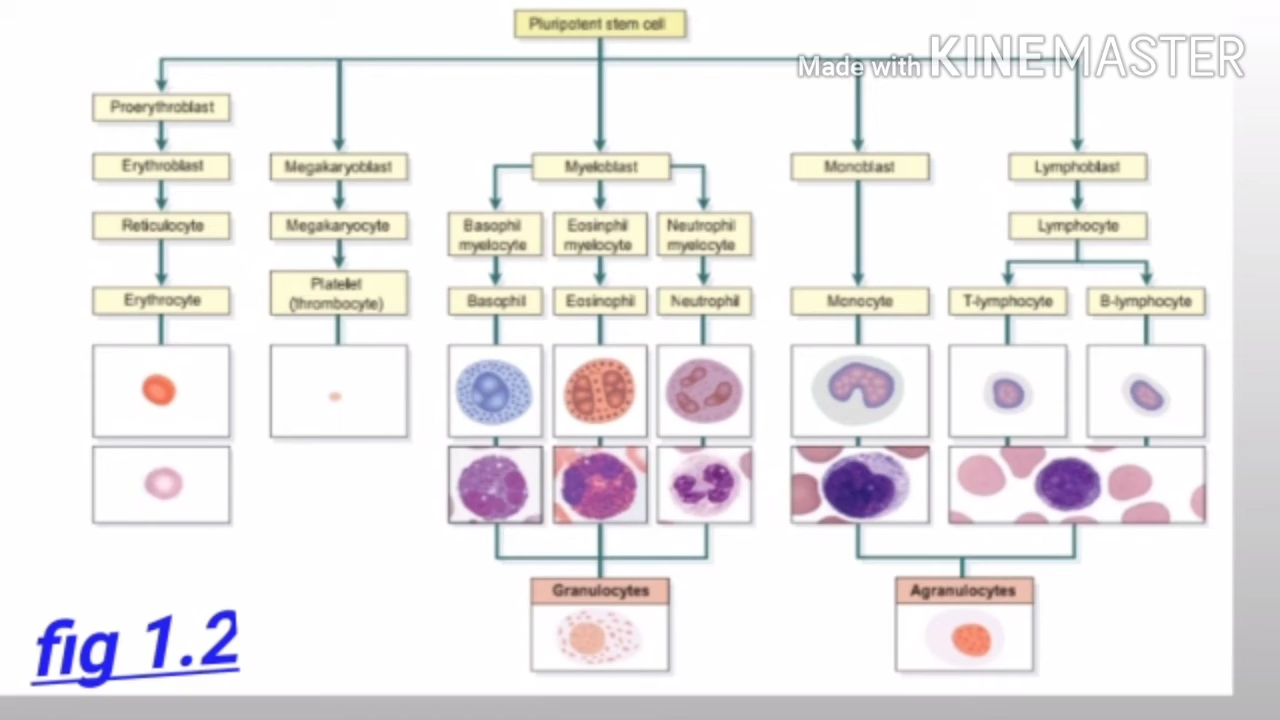 Pluripotent stem cell
Made with KINEMASTER
Proerythroblast
Erythroblast
Megakaryoblast
Myeloblast
Monoblast
Lymphoblast
Reticulocyte
Megakaryocyte
Basophil
myelocyte
Eosinphil
myelocyte
Neutrophil
myelocyte
Lymphocyte
Erythrocyte
Platelet
(thrombocyte)
Basophil
Eosinophil
Neutrophil
Monocyte
T-lymphocyte
B-lymphocyte
Granulocytes
Agranulocytes
fig 1.2